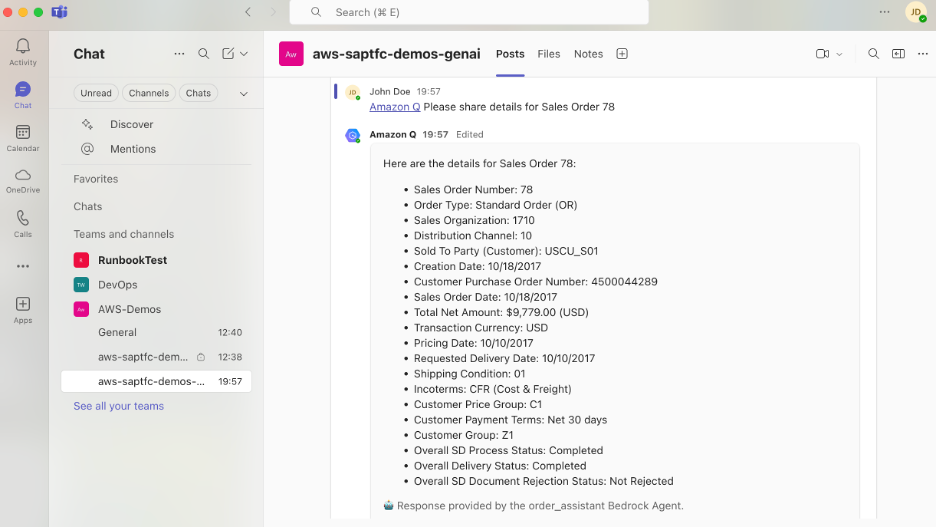 Search (⌘ E)
JD
Activity
Chat
Calendar
OneDrive
Calls
Apps
Chat
Unread
Channels
Chats
Discover
Mentions
Favorites
Chats
Teams and channels
R
RunbookTest
TW
DevOps
Aw
AWS-Demos
General 12:40
aws-saptfc-dem... 12:38
aws-saptfc-demos-... 19:57
See all your teams
Aw
aws-saptfc-demos-genai
Posts
Files
Notes
JD
John Doe 19:57
Amazon Q Please share details for Sales Order 78
Amazon Q 19:57 Edited
Here are the details for Sales Order 78:
• Sales Order Number: 78
• Order Type: Standard Order (OR)
• Sales Organization: 1710
• Distribution Channel: 10
• Sold To Party (Customer): USCU_S01
• Creation Date: 10/18/2017
• Customer Purchase Order Number: 4500044289
• Sales Order Date: 10/18/2017
• Total Net Amount: $9,779.00 (USD)
• Transaction Currency: USD
• Pricing Date: 10/10/2017
• Requested Delivery Date: 10/10/2017
• Shipping Condition: 01
• Incoterms: CFR (Cost & Freight)
• Customer Price Group: C1
• Customer Payment Terms: Net 30 days
• Customer Group: Z1
• Overall SD Process Status: Completed
• Overall Delivery Status: Completed
• Overall SD Document Rejection Status: Not Rejected
🤖 Response provided by the order_assistant Bedrock Agent.